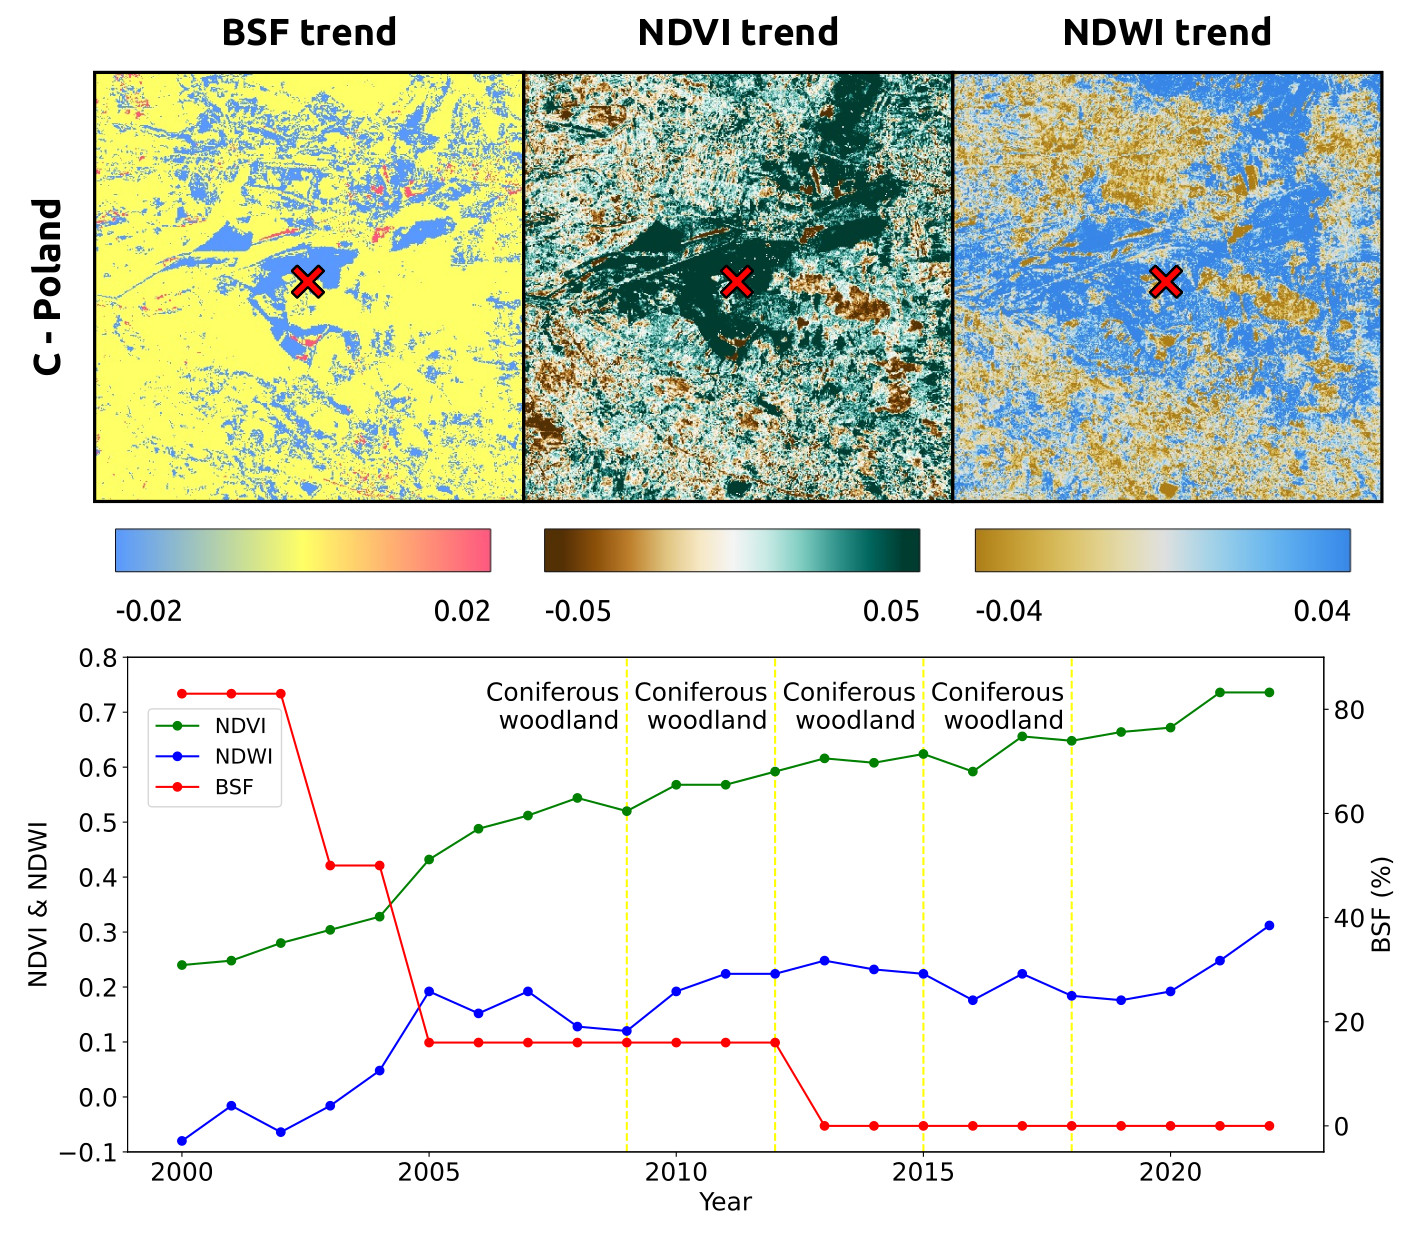 BSF trend
NDVI trend
NDWI trend
C - Poland
-0.02
0.02
-0.05
0.05
-0.04
0.04
0.8
0.7
0.6
0.5
0.4
0.3
0.2
0.1
0.0
−0.1
NDVI & NDWI
NDVI
NDWI
BSF
Coniferous
woodland
Coniferous
woodland
Coniferous
woodland
Coniferous
woodland
80
60
40
20
0
BSF (%)
2000
2005
2010
2015
2020
Year